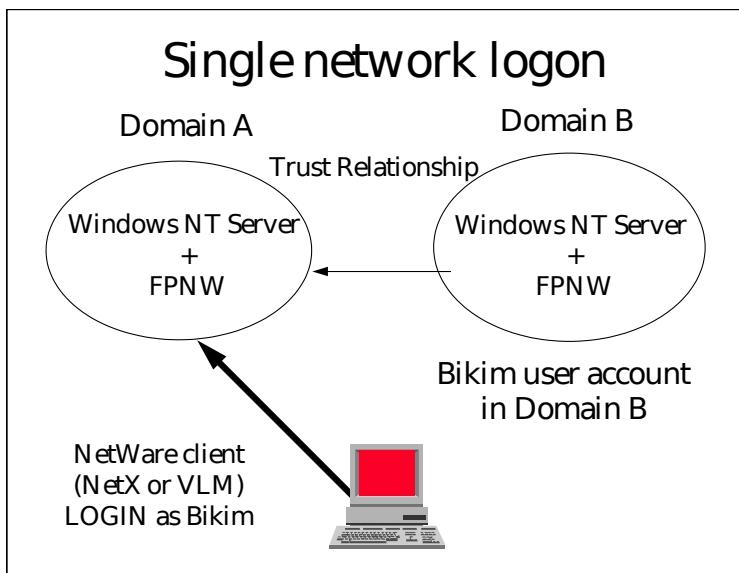 Single network logon
Domain A
Domain B
Trust Relationship
Windows NT Server
+
FPNW
Windows NT Server
+
FPNW
Bikim user account
in Domain B
NetWare client
(NetX or VLM)
LOGIN as Bikim